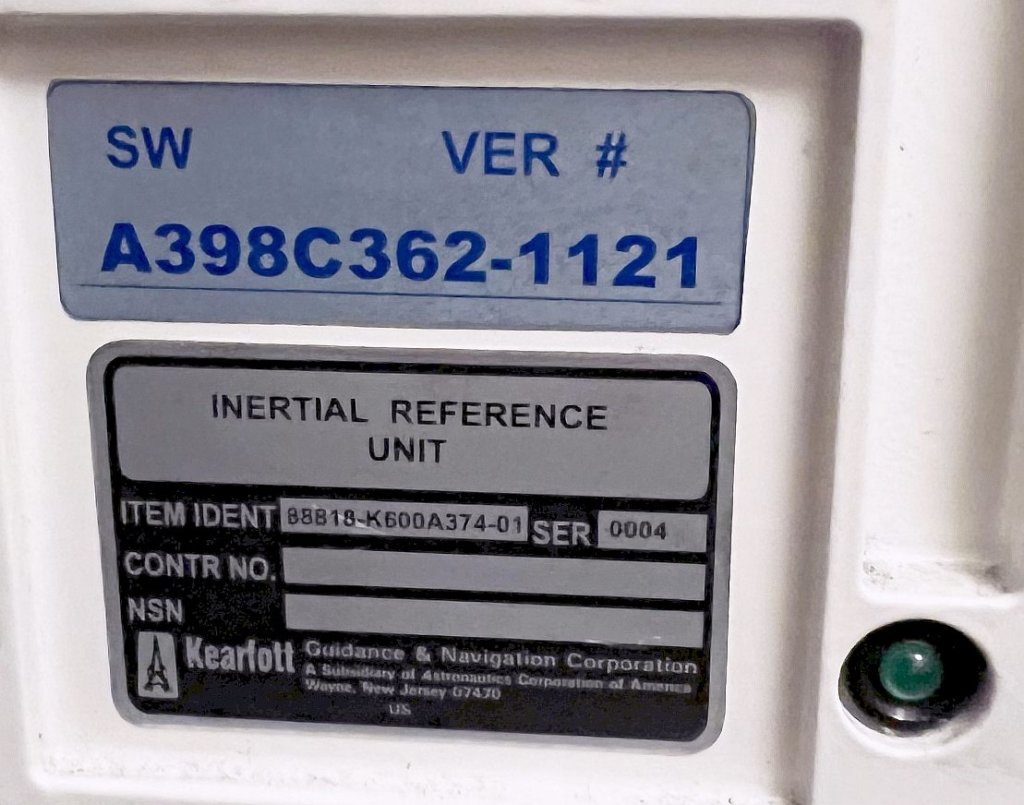 SW VER #
A398C362-1121
INERTIAL REFERENCE
UNIT
ITEM IDENT 88818-K600A374-01 SER 0004
CONTR NO.
NSN
Kearfott Guidance & Navigation Corporation
A Subsidiary of Astronautics Corporation of America
Wayne, New Jersey 07470
US